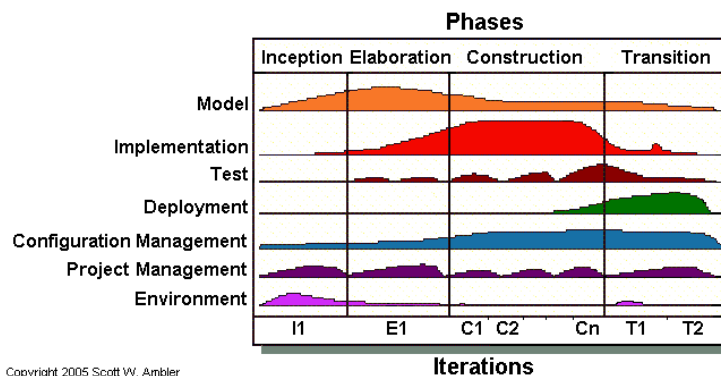 Phases
Inception Elaboration Construction Transition
Model
Implementation
Test
Deployment
Configuration Management
Project Management
Environment
I1 E1 C1 C2 Cn T1 T2
Iterations
Copyright 2005 Scott W. Ambler